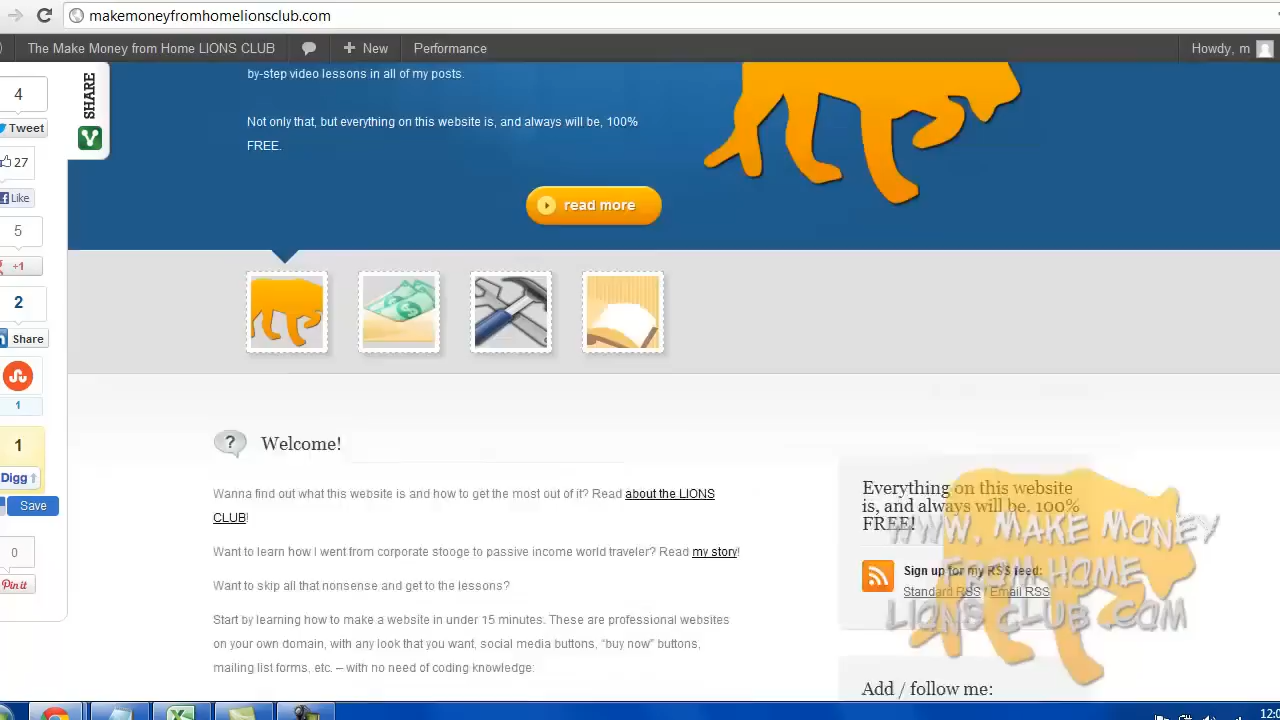 makemoneyfromhomelionsclub.com
The Make Money from Home LIONS CLUB
New
Performance
Howdy, m
4
Tweet
27
Like
5
+1
2
Share
1
1
Digg
Save
0
Pin it
SHARE
by-step video lessons in all of my posts.
Not only that, but everything on this website is, and always will be, 100%
FREE.
read more
Welcome!
Wanna find out what this website is and how to get the most out of it? Read about the LIONS
CLUB!
Want to learn how I went from corporate stooge to passive income world traveler? Read my story!
Want to skip all that nonsense and get to the lessons?
Start by learning how to make a website in under 15 minutes. These are professional websites
on your own domain, with any look that you want, social media buttons, "buy now" buttons,
mailing list forms, etc. – with no need of coding knowledge:
Everything on this website
is, and always will be, 100%
FREE!
Sign up for my RSS feed:
Standard RSS / Email RSS
Add / follow me:
WWW. MAKE MONEY
FROM HOME
LIONS CLUB .COM